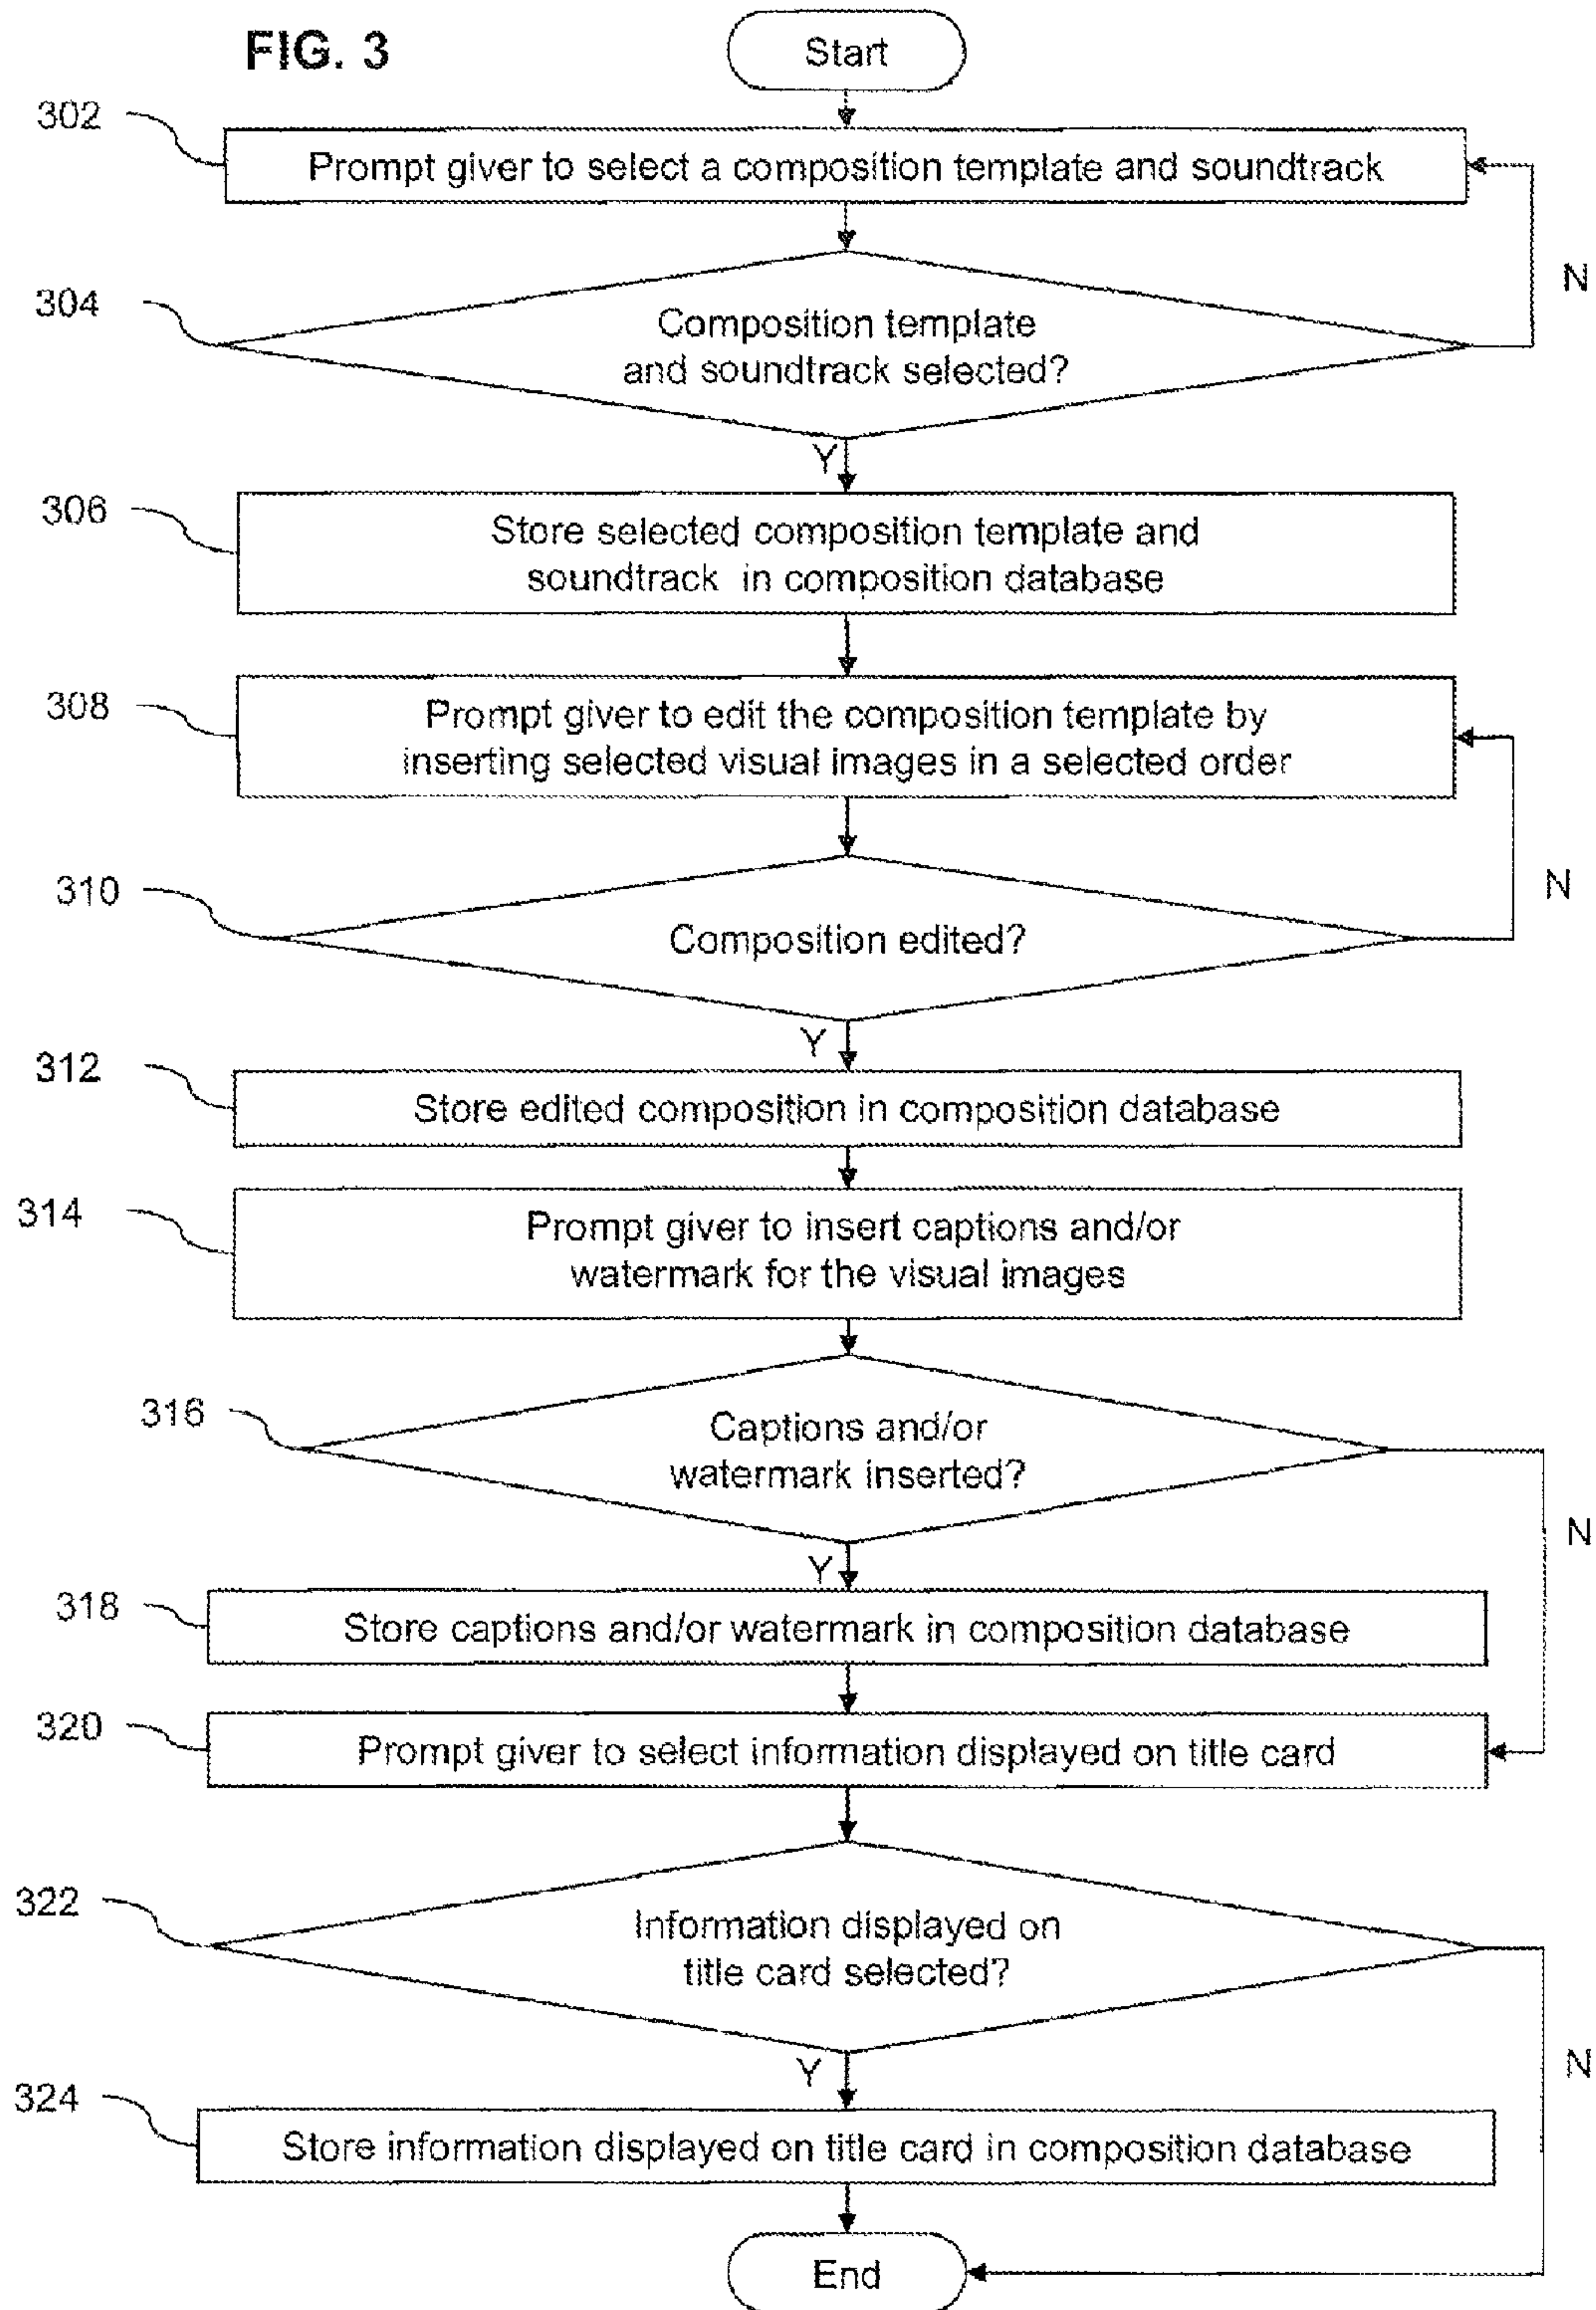 FIG. 3
Start
302
Prompt giver to select a composition template and soundtrack
N
304
Composition template
and soundtrack selected?
Y
306
Store selected composition template and
soundtrack in composition database
308
Prompt giver to edit the composition template by
inserting selected visual images in a selected order
N
310
Composition edited?
Y
312
Store edited composition in composition database
314
Prompt giver to insert captions and/or
watermark for the visual images
316
Captions and/or
watermark inserted?
N
Y
318
Store captions and/or watermark in composition database
320
Prompt giver to select information displayed on title card
322
Information displayed on
title card selected?
N
Y
324
Store information displayed on title card in composition database
End